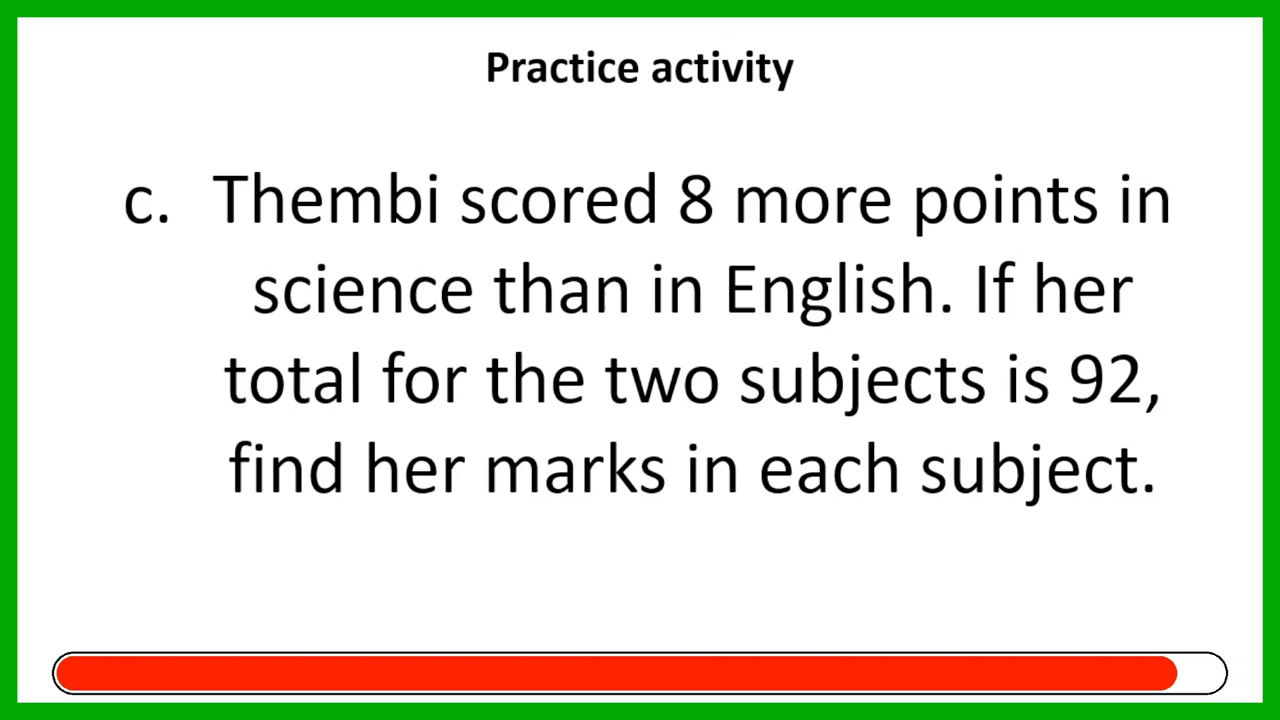 Practice activity
c. Thembi scored 8 more points in
science than in English. If her
total for the two subjects is 92,
find her marks in each subject.